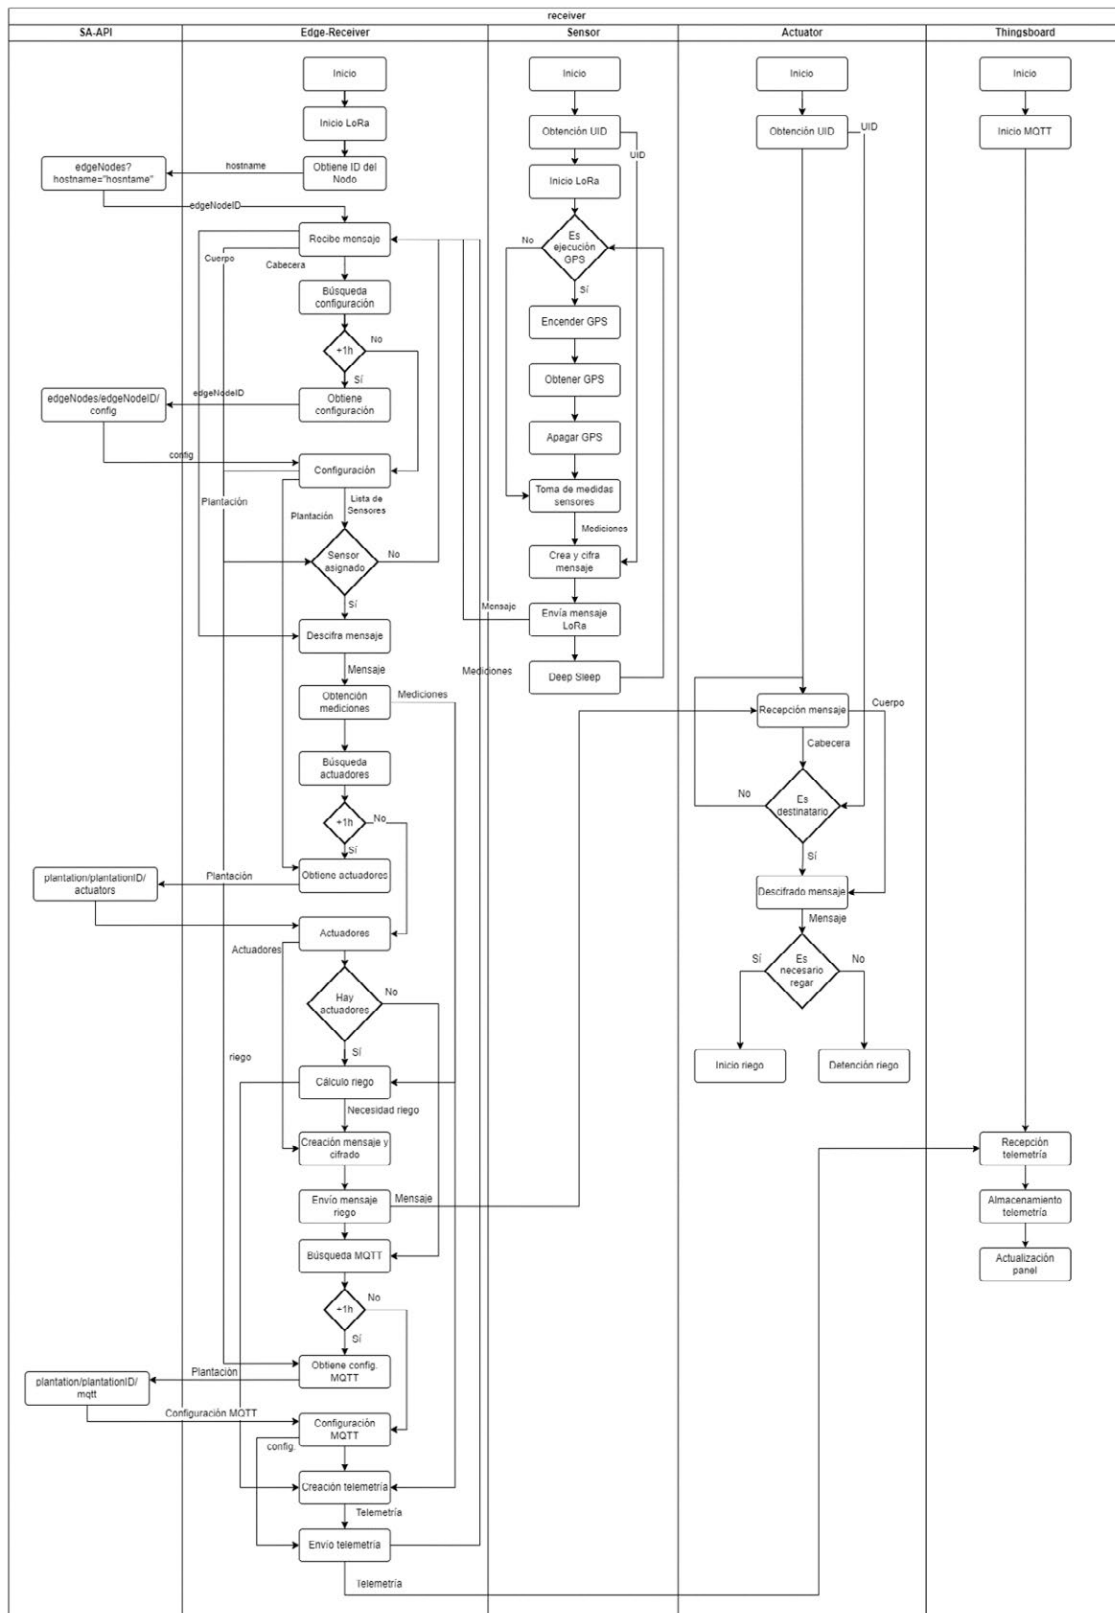 receiver
SA-API
Edge-Receiver
Sensor
Actuator
Thingsboard
Inicio
Inicio LoRa
hostname
edgeNodes?
hostname="hosntame"
Obtiene ID del
Nodo
edgeNodeID
Recibe mensaje
Cuerpo
Cabecera
Búsqueda
configuración
+1h
No
Sí
edgeNodes/edgeNodeID/
config
edgeNodeID
Obtiene
configuración
config
Configuración
Plantación
Plantación
Lista de
Sensores
Sensor
asignado
No
Sí
Descifra mensaje
Mensaje
Obtención
mediciones
Mediciones
Búsqueda
actuadores
+1h
No
Sí
plantation/plantationID/
actuators
Plantación
Obtiene actuadores
Actuadores
Actuadores
Hay
actuadores
No
Sí
riego
Cálculo riego
Necesidad riego
Creación mensaje y
cifrado
Envío mensaje
riego
Mensaje
Búsqueda MQTT
+1h
No
Sí
Obtiene config.
MQTT
plantation/plantationID/
mqtt
Plantación
Configuración MQTT
Configuración
MQTT
config.
Creación telemetría
Telemetría
Envío telemetría
Telemetría
Inicio
Obtención UID
UID
Inicio LoRa
Es
ejecución
GPS
No
Sí
Encender GPS
Obtener GPS
Apagar GPS
Toma de medidas
sensores
Mediciones
Crea y cifra
mensaje
Mensaje
Envía mensaje
LoRa
Mediciones
Deep Sleep
Inicio
Obtención UID
UID
Recepción mensaje
Cuerpo
Cabecera
Es
destinatario
No
Sí
Descifrado mensaje
Mensaje
Es
necesario
regar
Sí
No
Inicio riego
Detención riego
Inicio
Inicio MQTT
Recepción
telemetría
Almacenamiento
telemetría
Actualización
panel